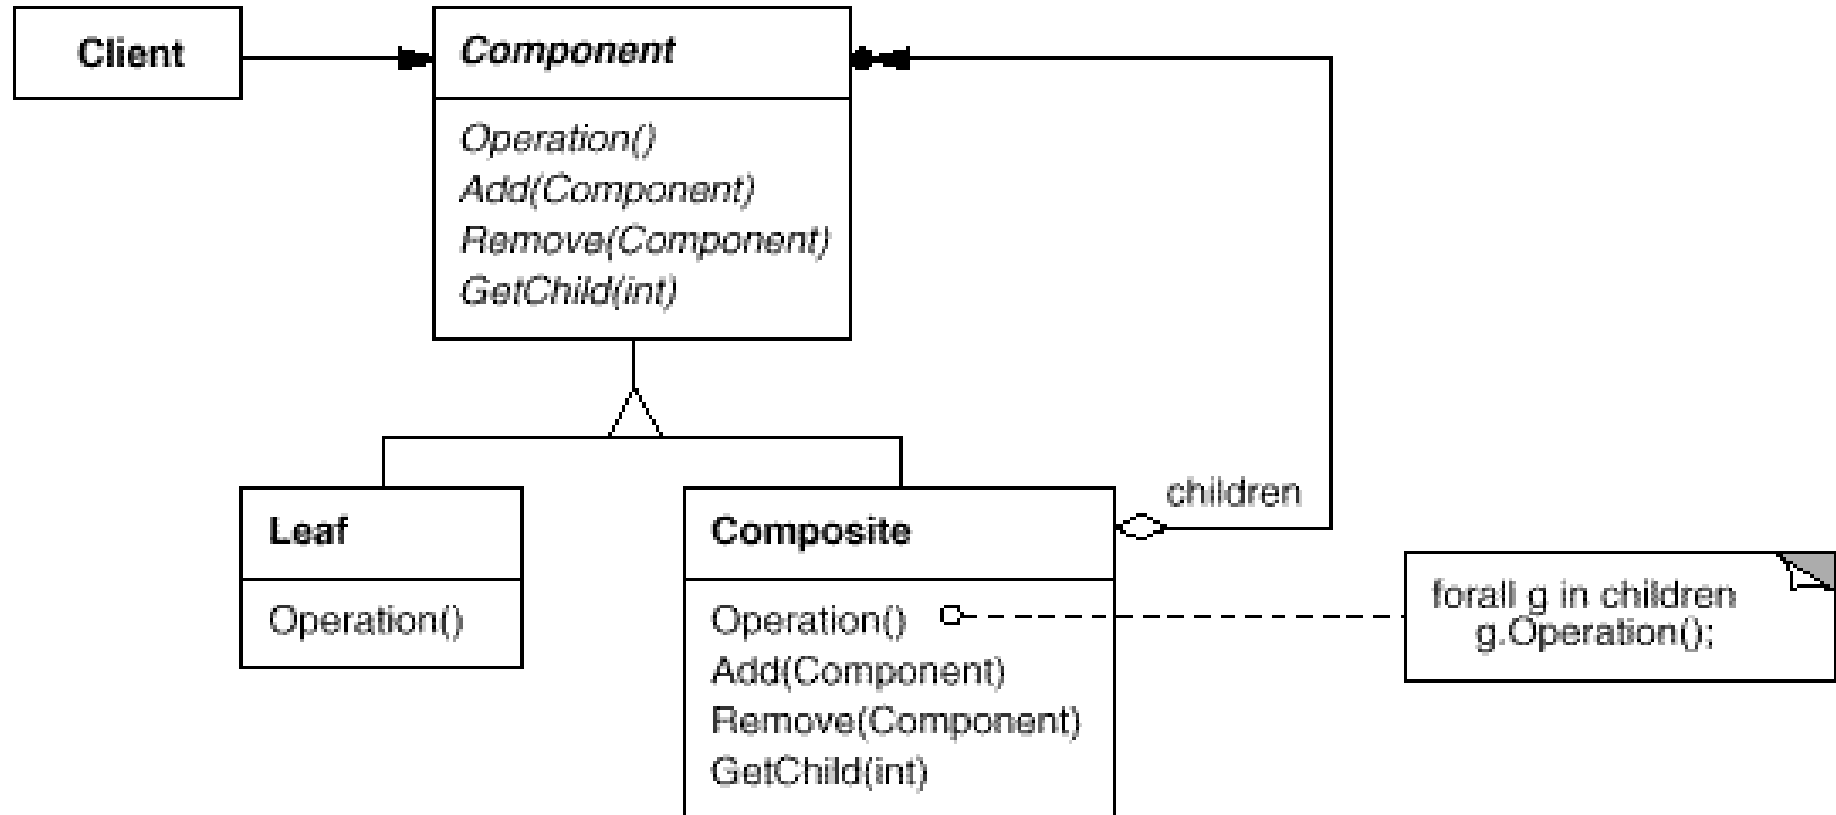 Client
Component
Operation()
Add(Component)
Remove(Component)
GetChild(int)
Leaf
Operation()
Composite
Operation()
Add(Component)
Remove(Component)
GetChild(int)
children
forall g in children
g.Operation();